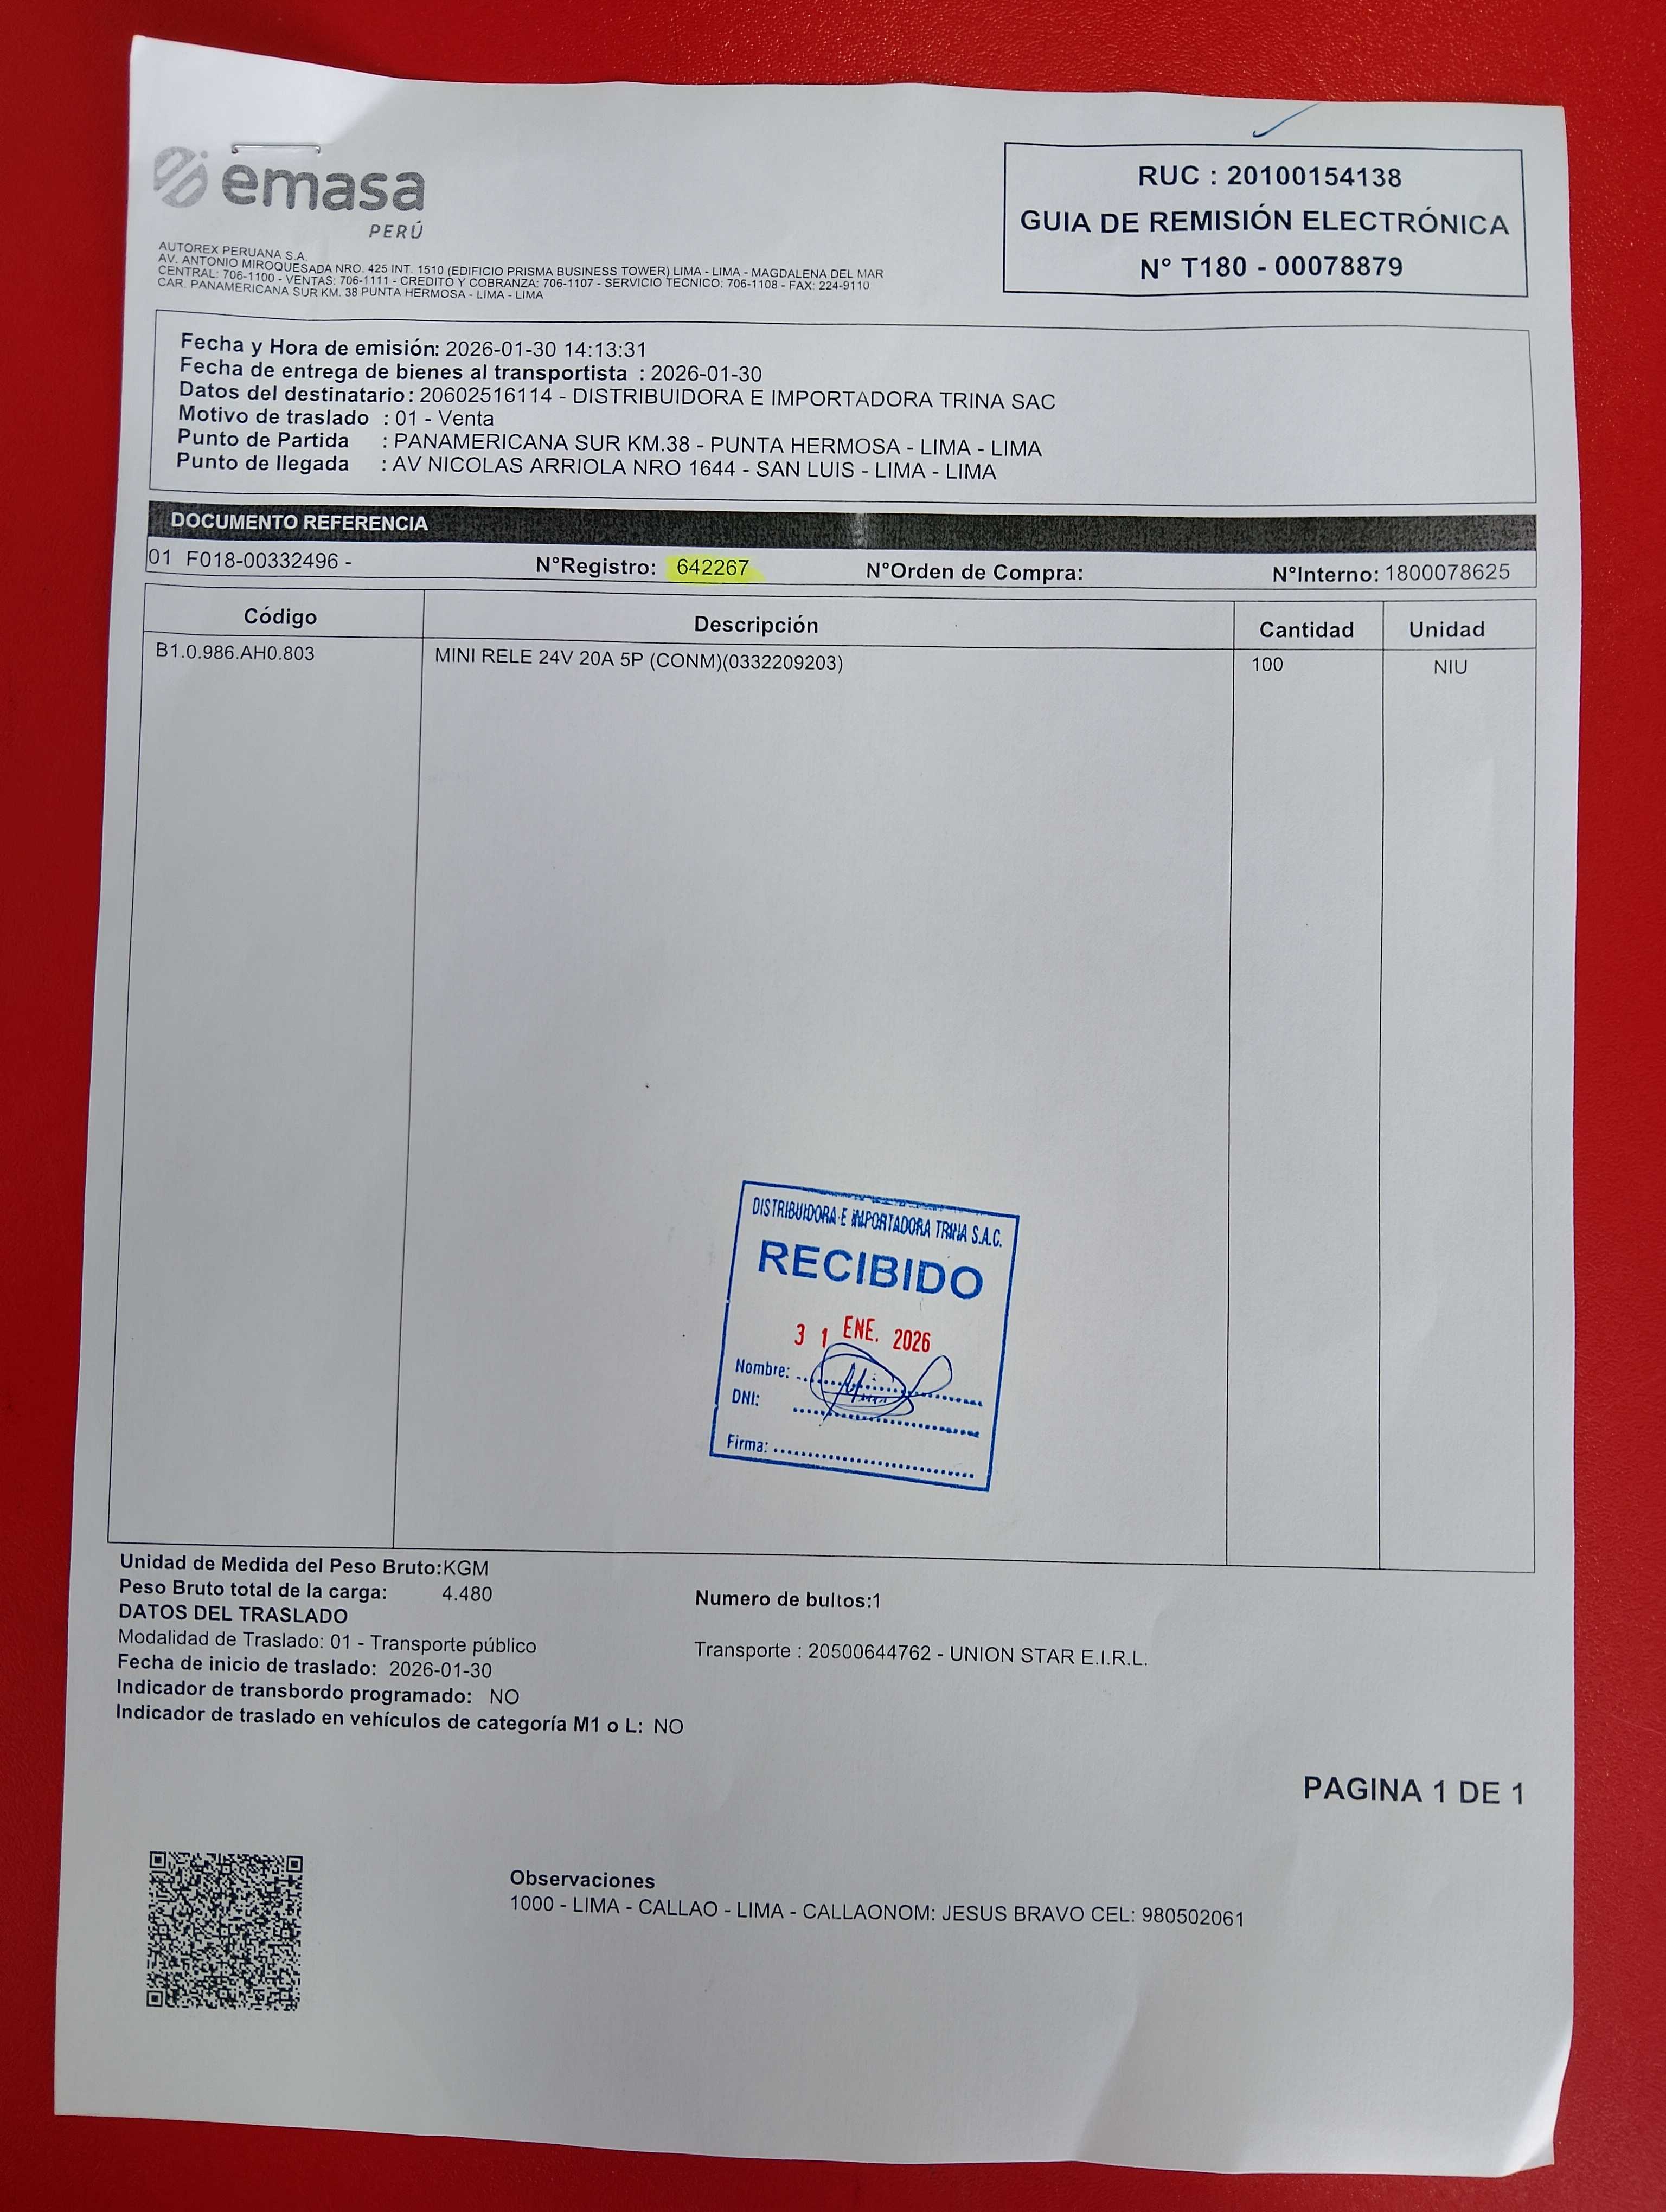 emasa
PERÚ
AUTOREX PERUANA S.A.
AV. ANTONIO MIROQUESADA NRO. 425 INT. 1510 (EDIFICIO PRISMA BUSINESS TOWER) LIMA - LIMA - MAGDALENA DEL MAR
CENTRAL: 706-1100 - VENTAS: 706-1111 - CREDITO Y COBRANZA: 706-1107 - SERVICIO TECNICO: 706-1108 - FAX: 224-9110
CAR. PANAMERICANA SUR KM. 38 PUNTA HERMOSA - LIMA - LIMA
RUC : 20100154138
GUIA DE REMISIÓN ELECTRÓNICA
N° T180 - 00078879
Fecha y Hora de emisión: 2026-01-30 14:13:31
Fecha de entrega de bienes al transportista : 2026-01-30
Datos del destinatario: 20602516114 - DISTRIBUIDORA E IMPORTADORA TRINA SAC
Motivo de traslado : 01 - Venta
Punto de Partida : PANAMERICANA SUR KM.38 - PUNTA HERMOSA - LIMA - LIMA
Punto de llegada : AV NICOLAS ARRIOLA NRO 1644 - SAN LUIS - LIMA - LIMA
DOCUMENTO REFERENCIA
01 F018-00332496 - N°Registro: 642267 N°Orden de Compra: N°Interno: 1800078625
Código Descripción Cantidad Unidad
B1.0.986.AH0.803 MINI RELE 24V 20A 5P (CONM)(0332209203) 100 NIU
DISTRIBUIDORA E IMPORTADORA TRINA S.A.C.
RECIBIDO
31 ENE. 2026
Nombre:
DNI:
Firma:
Unidad de Medida del Peso Bruto:KGM
Peso Bruto total de la carga: 4.480 Numero de bultos:1
DATOS DEL TRASLADO
Modalidad de Traslado: 01 - Transporte público Transporte : 20500644762 - UNION STAR E.I.R.L.
Fecha de inicio de traslado: 2026-01-30
Indicador de transbordo programado: NO
Indicador de traslado en vehículos de categoría M1 o L: NO
PAGINA 1 DE 1
Observaciones
1000 - LIMA - CALLAO - LIMA - CALLAONOM: JESUS BRAVO CEL: 980502061